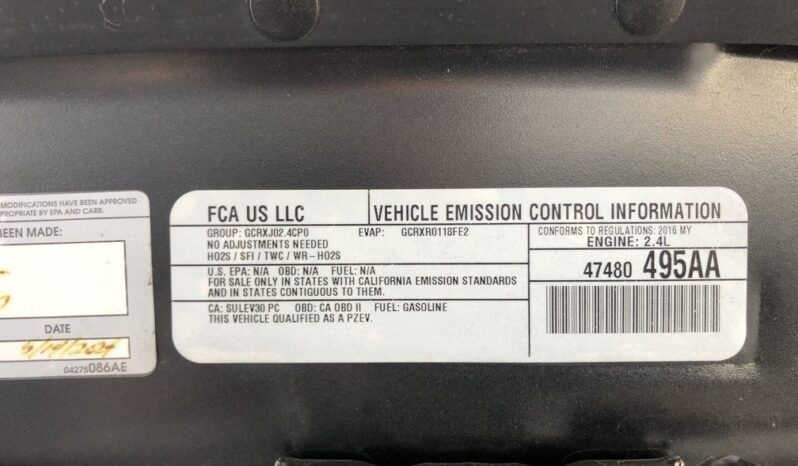 MODIFICATIONS HAVE BEEN APPROVED
PROPRIATE BY EPA AND CARB.
BEEN MADE:
DATE
04275086AE
FCA US LLC
VEHICLE EMISSION CONTROL INFORMATION
GROUP: GCRXJ02.4CP0 EVAP: GCRXR0118FE2
NO ADJUSTMENTS NEEDED
HO2S / SFI / TWC / WR-HO2S
CONFORMS TO REGULATIONS: 2016 MY
ENGINE: 2.4L
U.S. EPA: N/A OBD: N/A FUEL: N/A
FOR SALE ONLY IN STATES WITH CALIFORNIA EMISSION STANDARDS
AND IN STATES CONTIGUOUS TO THEM.
47480 495AA
CA: SULEV30 PC OBD: CA OBD II FUEL: GASOLINE
THIS VEHICLE QUALIFIED AS A PZEV.